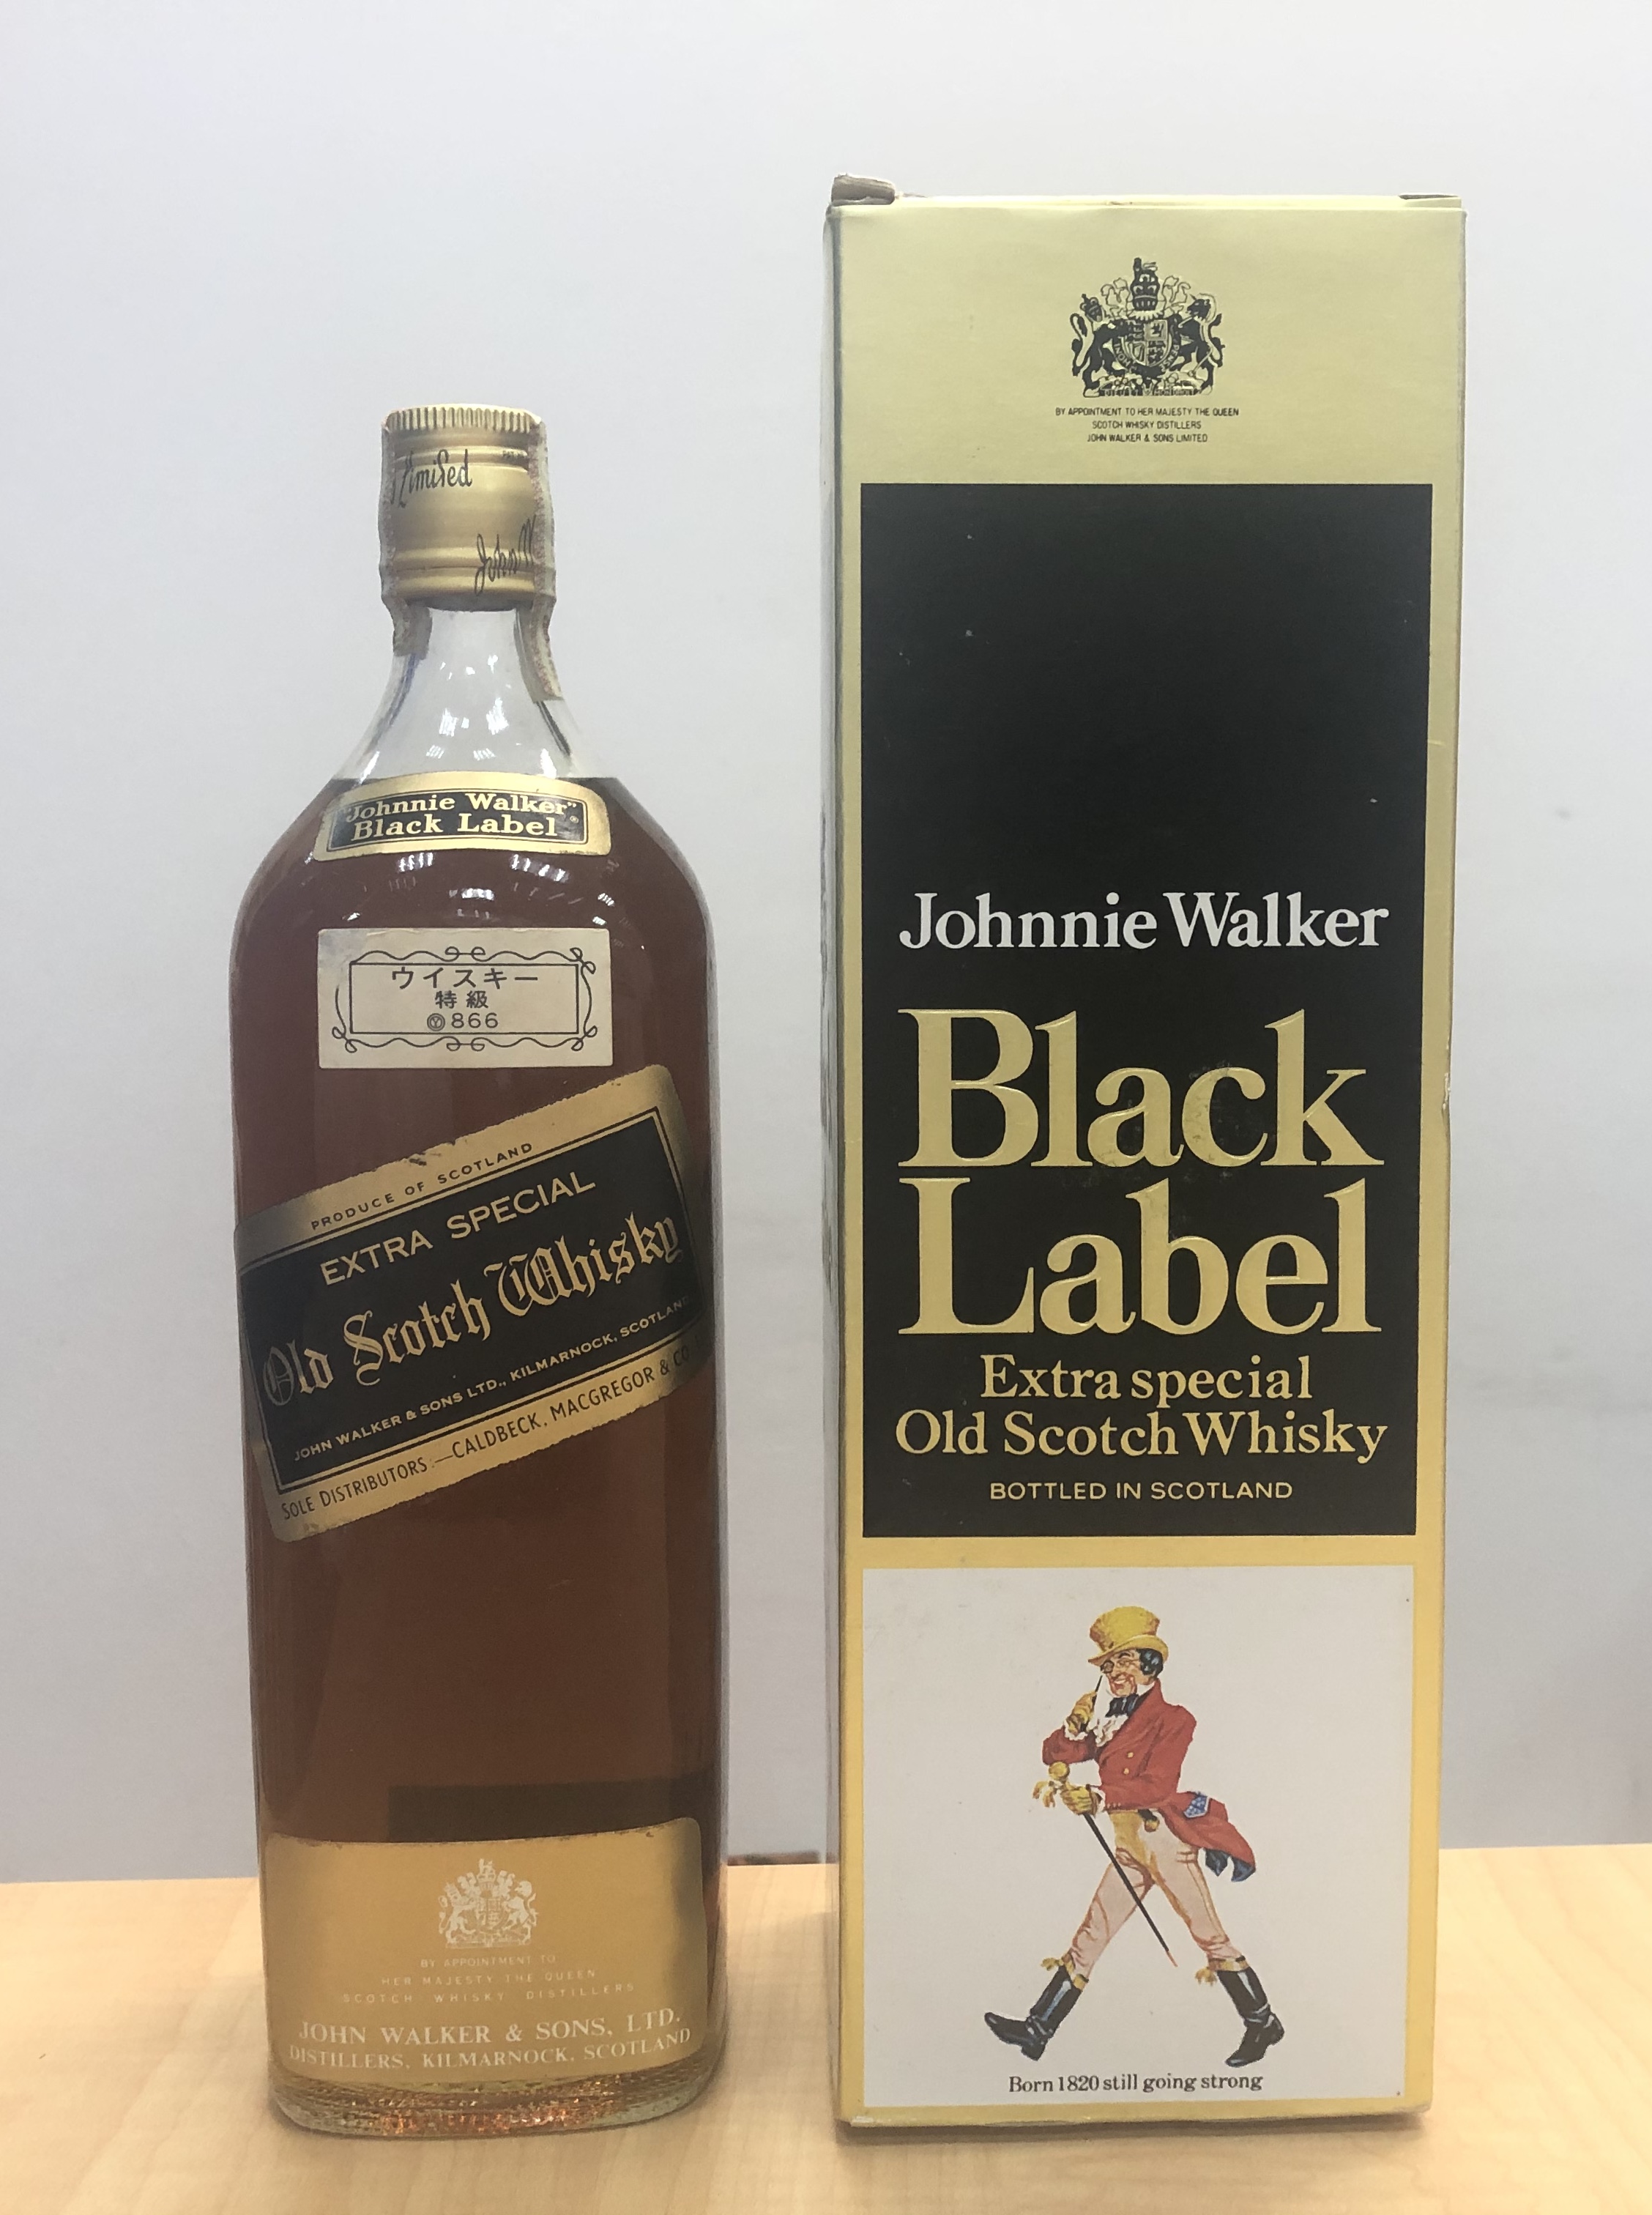 Limited
John W
"Johnnie Walker"
Black Label ®
ウイスキー
特級
Ⓨ866
PRODUCE OF SCOTLAND
EXTRA SPECIAL
Old Scotch Whisky
JOHN WALKER & SONS LTD., KILMARNOCK, SCOTLAND
SOLE DISTRIBUTORS:—CALDBECK, MACGREGOR & CO
BY APPOINTMENT TO
HER MAJESTY THE QUEEN
SCOTCH WHISKY DISTILLERS
JOHN WALKER & SONS, LTD.
DISTILLERS, KILMARNOCK, SCOTLAND
BY APPOINTMENT TO HER MAJESTY THE QUEEN
SCOTCH WHISKY DISTILLERS
JOHN WALKER & SONS LIMITED
Johnnie Walker
Black
Label
Extra special
Old Scotch Whisky
BOTTLED IN SCOTLAND
Born 1820 still going strong